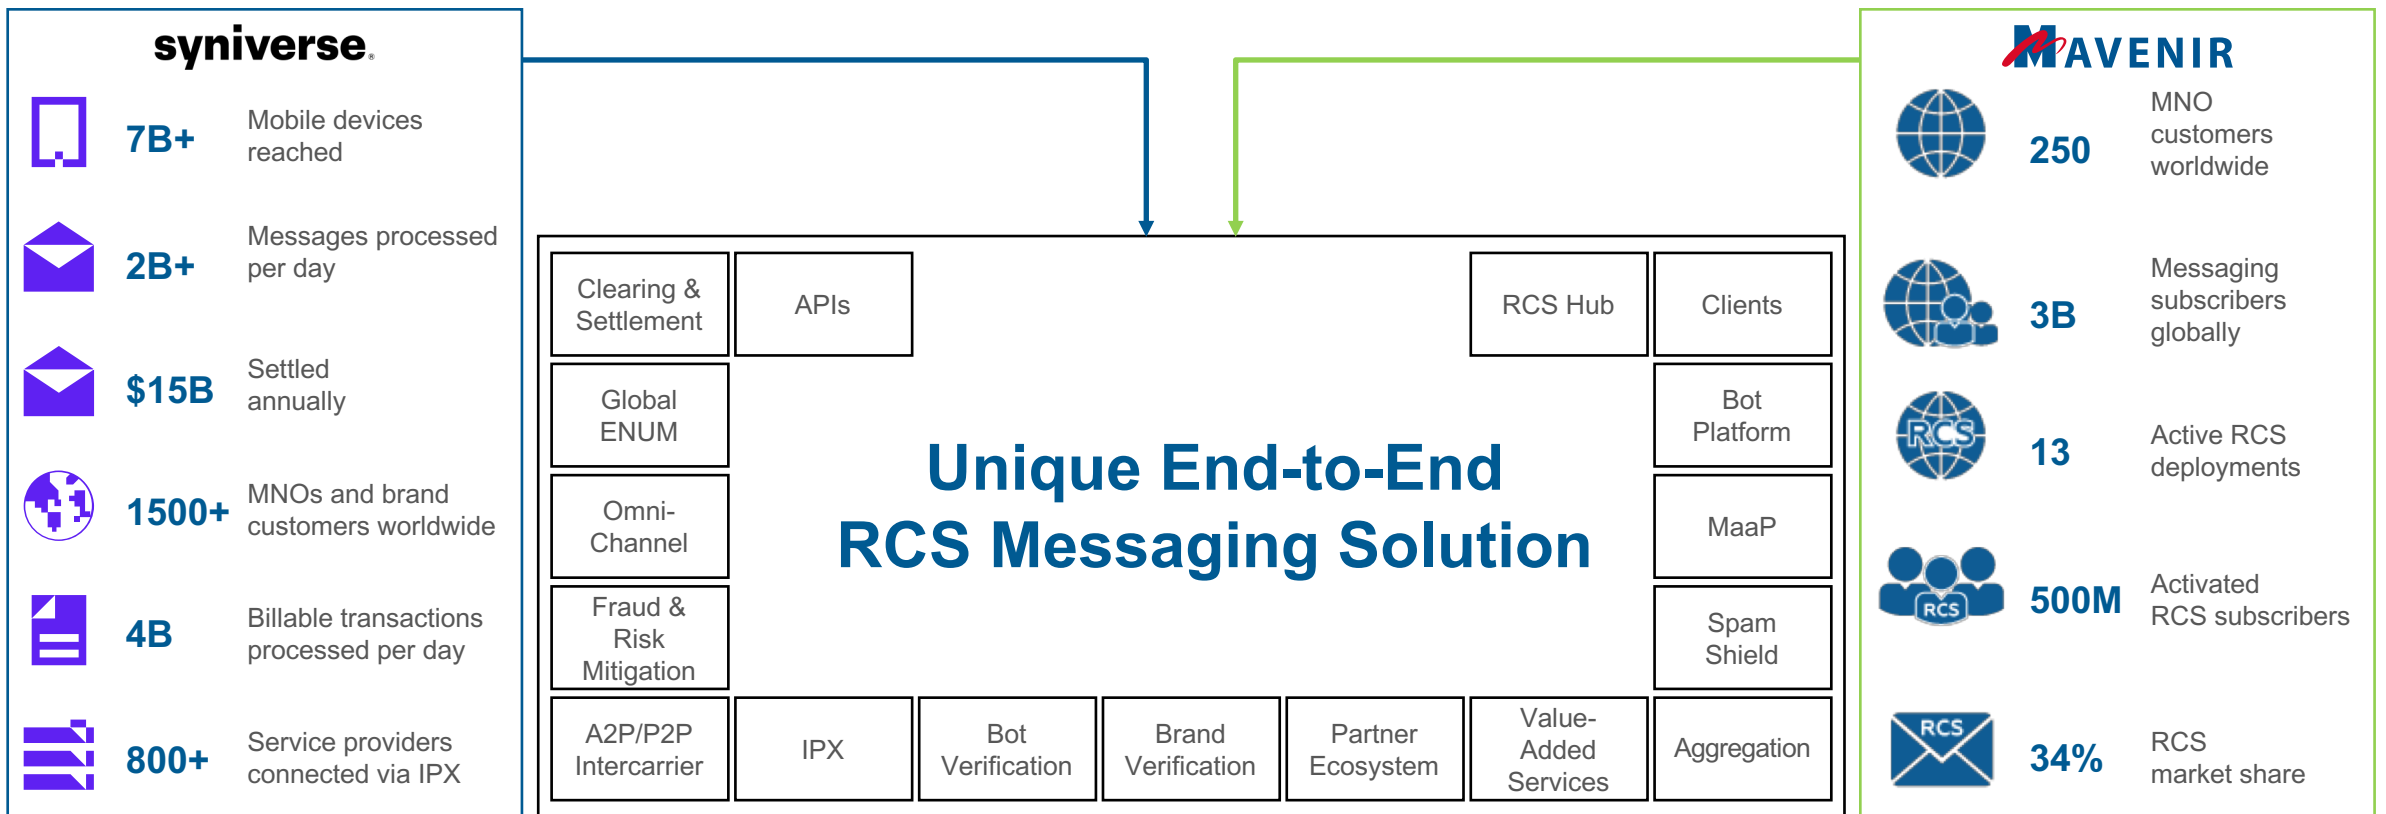 syniverse®
7B+
Mobile devices
reached
2B+
Messages processed
per day
$15B
Settled
annually
1500+
MNOs and brand
customers worldwide
4B
Billable transactions
processed per day
800+
Service providers
connected via IPX
Clearing &
Settlement
APIs
RCS Hub
Clients
Global
ENUM
Bot
Platform
Omni-
Channel
MaaP
Fraud &
Risk
Mitigation
Spam
Shield
Unique End-to-End
RCS Messaging Solution
A2P/P2P
Intercarrier
IPX
Bot
Verification
Brand
Verification
Partner
Ecosystem
Value-
Added
Services
Aggregation
MAVENIR
250
MNO
customers
worldwide
3B
Messaging
subscribers
globally
RCS
13
Active RCS
deployments
RCS
500M
Activated
RCS subscribers
RCS
34%
RCS
market share